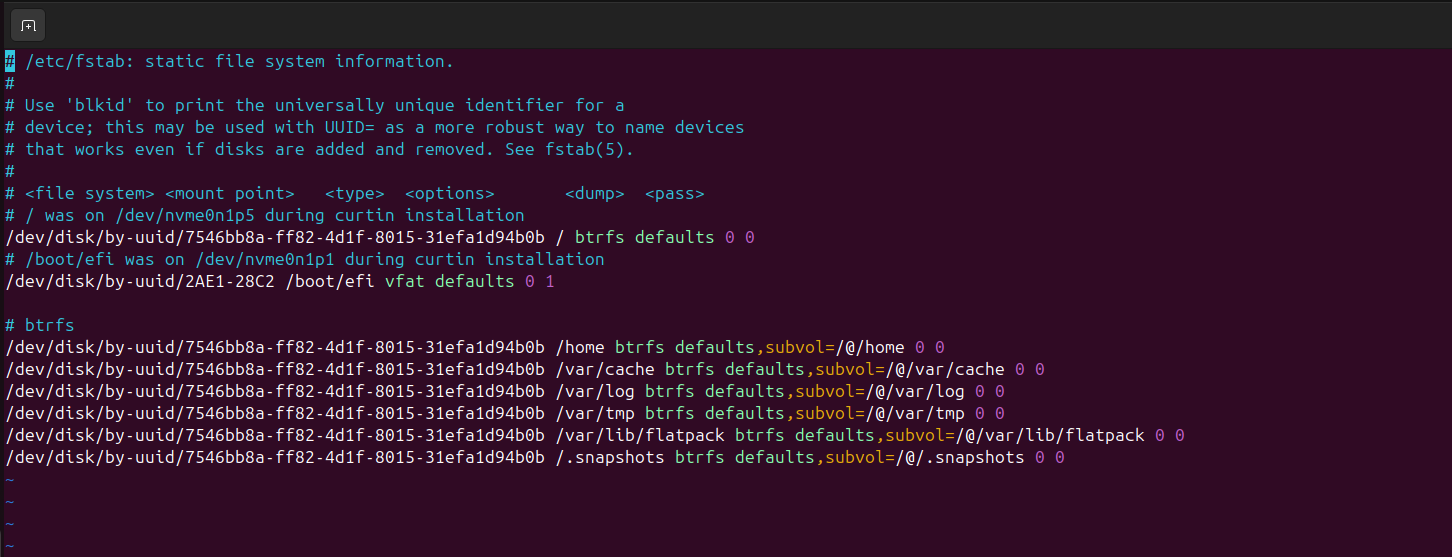 # /etc/fstab: static file system information.
#
# Use 'blkid' to print the universally unique identifier for a
# device; this may be used with UUID= as a more robust way to name devices
# that works even if disks are added and removed. See fstab(5).
#
# <file system> <mount point>   <type>  <options>       <dump>  <pass>
# / was on /dev/nvme0n1p5 during curtin installation
/dev/disk/by-uuid/7546bb8a-ff82-4d1f-8015-31efa1d94b0b / btrfs defaults 0 0
# /boot/efi was on /dev/nvme0n1p1 during curtin installation
/dev/disk/by-uuid/2AE1-28C2 /boot/efi vfat defaults 0 1

# btrfs
/dev/disk/by-uuid/7546bb8a-ff82-4d1f-8015-31efa1d94b0b /home btrfs defaults,subvol=/@/home 0 0
/dev/disk/by-uuid/7546bb8a-ff82-4d1f-8015-31efa1d94b0b /var/cache btrfs defaults,subvol=/@/var/cache 0 0
/dev/disk/by-uuid/7546bb8a-ff82-4d1f-8015-31efa1d94b0b /var/log btrfs defaults,subvol=/@/var/log 0 0
/dev/disk/by-uuid/7546bb8a-ff82-4d1f-8015-31efa1d94b0b /var/tmp btrfs defaults,subvol=/@/var/tmp 0 0
/dev/disk/by-uuid/7546bb8a-ff82-4d1f-8015-31efa1d94b0b /var/lib/flatpack btrfs defaults,subvol=/@/var/lib/flatpack 0 0
/dev/disk/by-uuid/7546bb8a-ff82-4d1f-8015-31efa1d94b0b /.snapshots btrfs defaults,subvol=/@/.snapshots 0 0
~
~
~
~